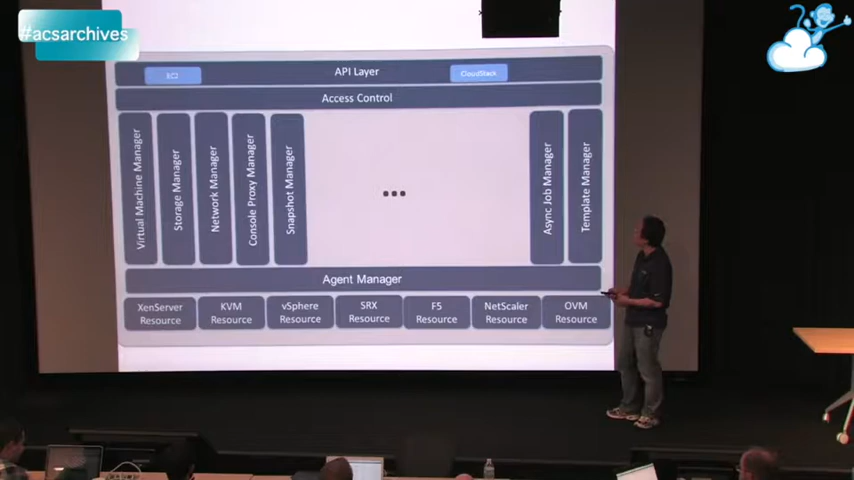 #acsarchives
API Layer
EC2
CloudStack
Access Control
Virtual Machine Manager
Storage Manager
Network Manager
Console Proxy Manager
Snapshot Manager
...
Async Job Manager
Template Manager
Agent Manager
XenServer
Resource
KVM
Resource
vSphere
Resource
SRX
Resource
F5
Resource
NetScaler
Resource
OVM
Resource